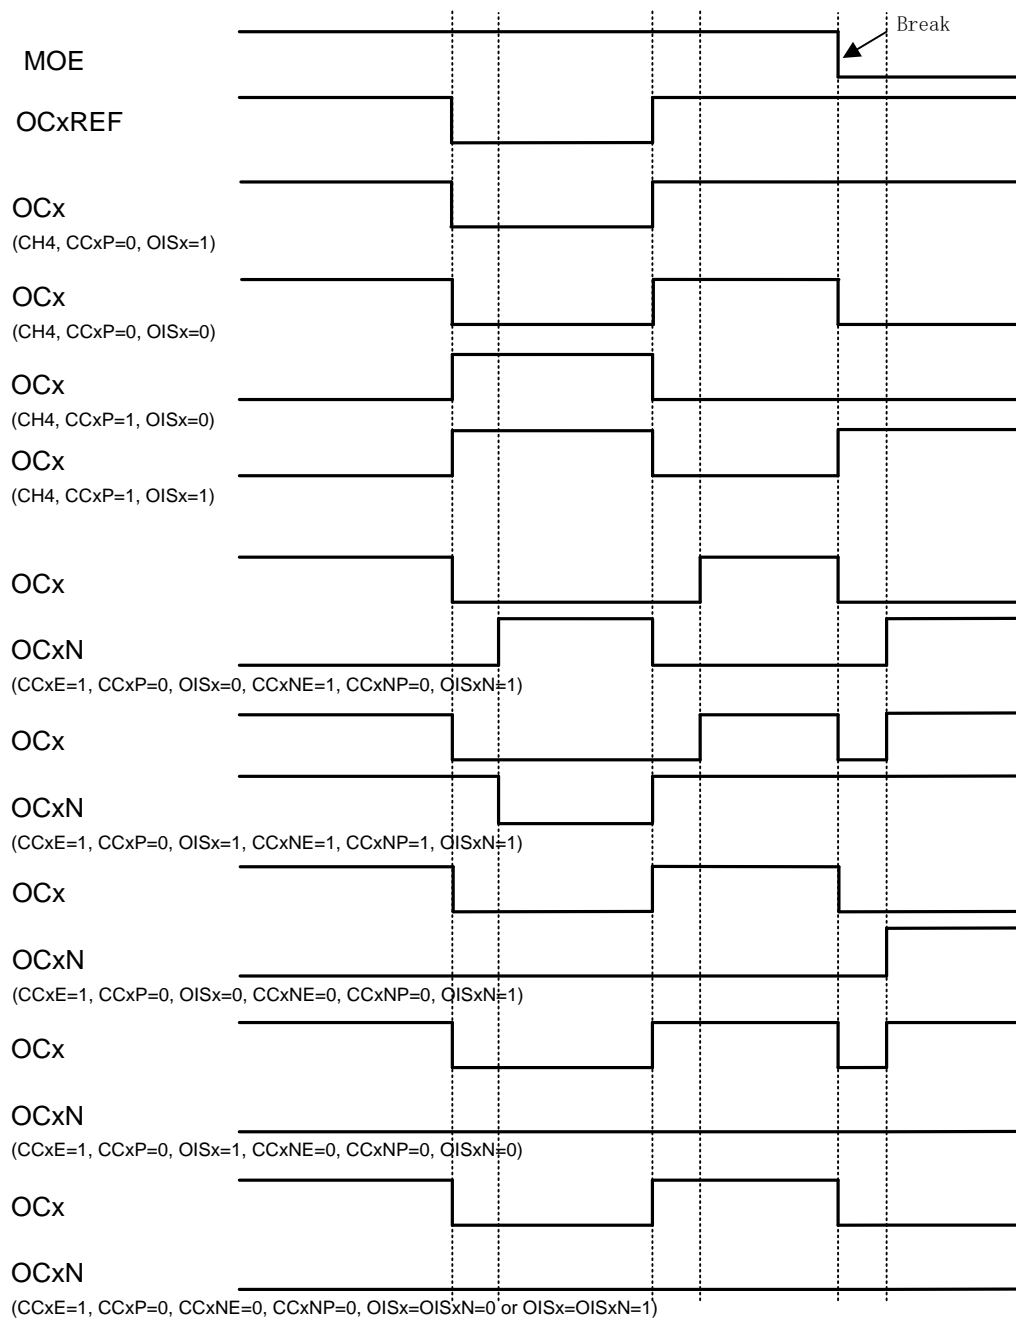 Break
MOE
OCxREF
OCx
(CH4, CCxP=0, OISx=1)
OCx
(CH4, CCxP=0, OISx=0)
OCx
(CH4, CCxP=1, OISx=0)
OCx
(CH4, CCxP=1, OISx=1)
OCx
OCxN
(CCxE=1, CCxP=0, OISx=0, CCxNE=1, CCxNP=0, OISxN=1)
OCx
OCxN
(CCxE=1, CCxP=0, OISx=1, CCxNE=1, CCxNP=1, OISxN=1)
OCx
OCxN
(CCxE=1, CCxP=0, OISx=0, CCxNE=0, CCxNP=0, OISxN=1)
OCx
OCxN
(CCxE=1, CCxP=0, OISx=1, CCxNE=0, CCxNP=0, OISxN=0)
OCx
OCxN
(CCxE=1, CCxP=0, CCxNE=0, CCxNP=0, OISx=OISxN=0 or OISx=OISxN=1)